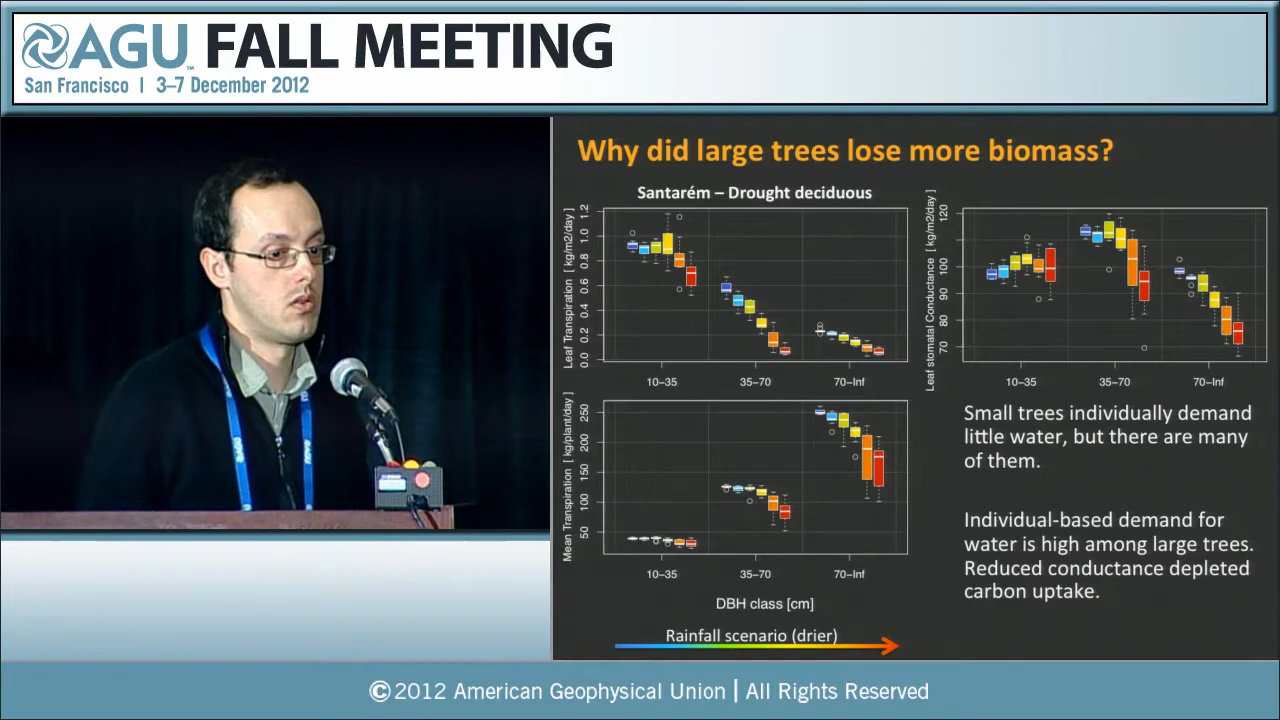 AGU™ FALL MEETING
San Francisco | 3–7 December 2012
Why did large trees lose more biomass?
Santarém – Drought deciduous
Leaf Transpiration [ kg/m2/day ]
0.0 0.2 0.4 0.6 0.8 1.0 1.2
10−35 35−70 70−Inf
Leaf stomatal Conductance [ kg/m2/day ]
70 80 90 100 120
10−35 35−70 70−Inf
Mean Transpiration [ kg/plant/day ]
50 100 150 200 250
10−35 35−70 70−Inf
DBH class [cm]
Rainfall scenario (drier)
Small trees individually demand
little water, but there are many
of them.
Individual-based demand for
water is high among large trees.
Reduced conductance depleted
carbon uptake.
© 2012 American Geophysical Union | All Rights Reserved